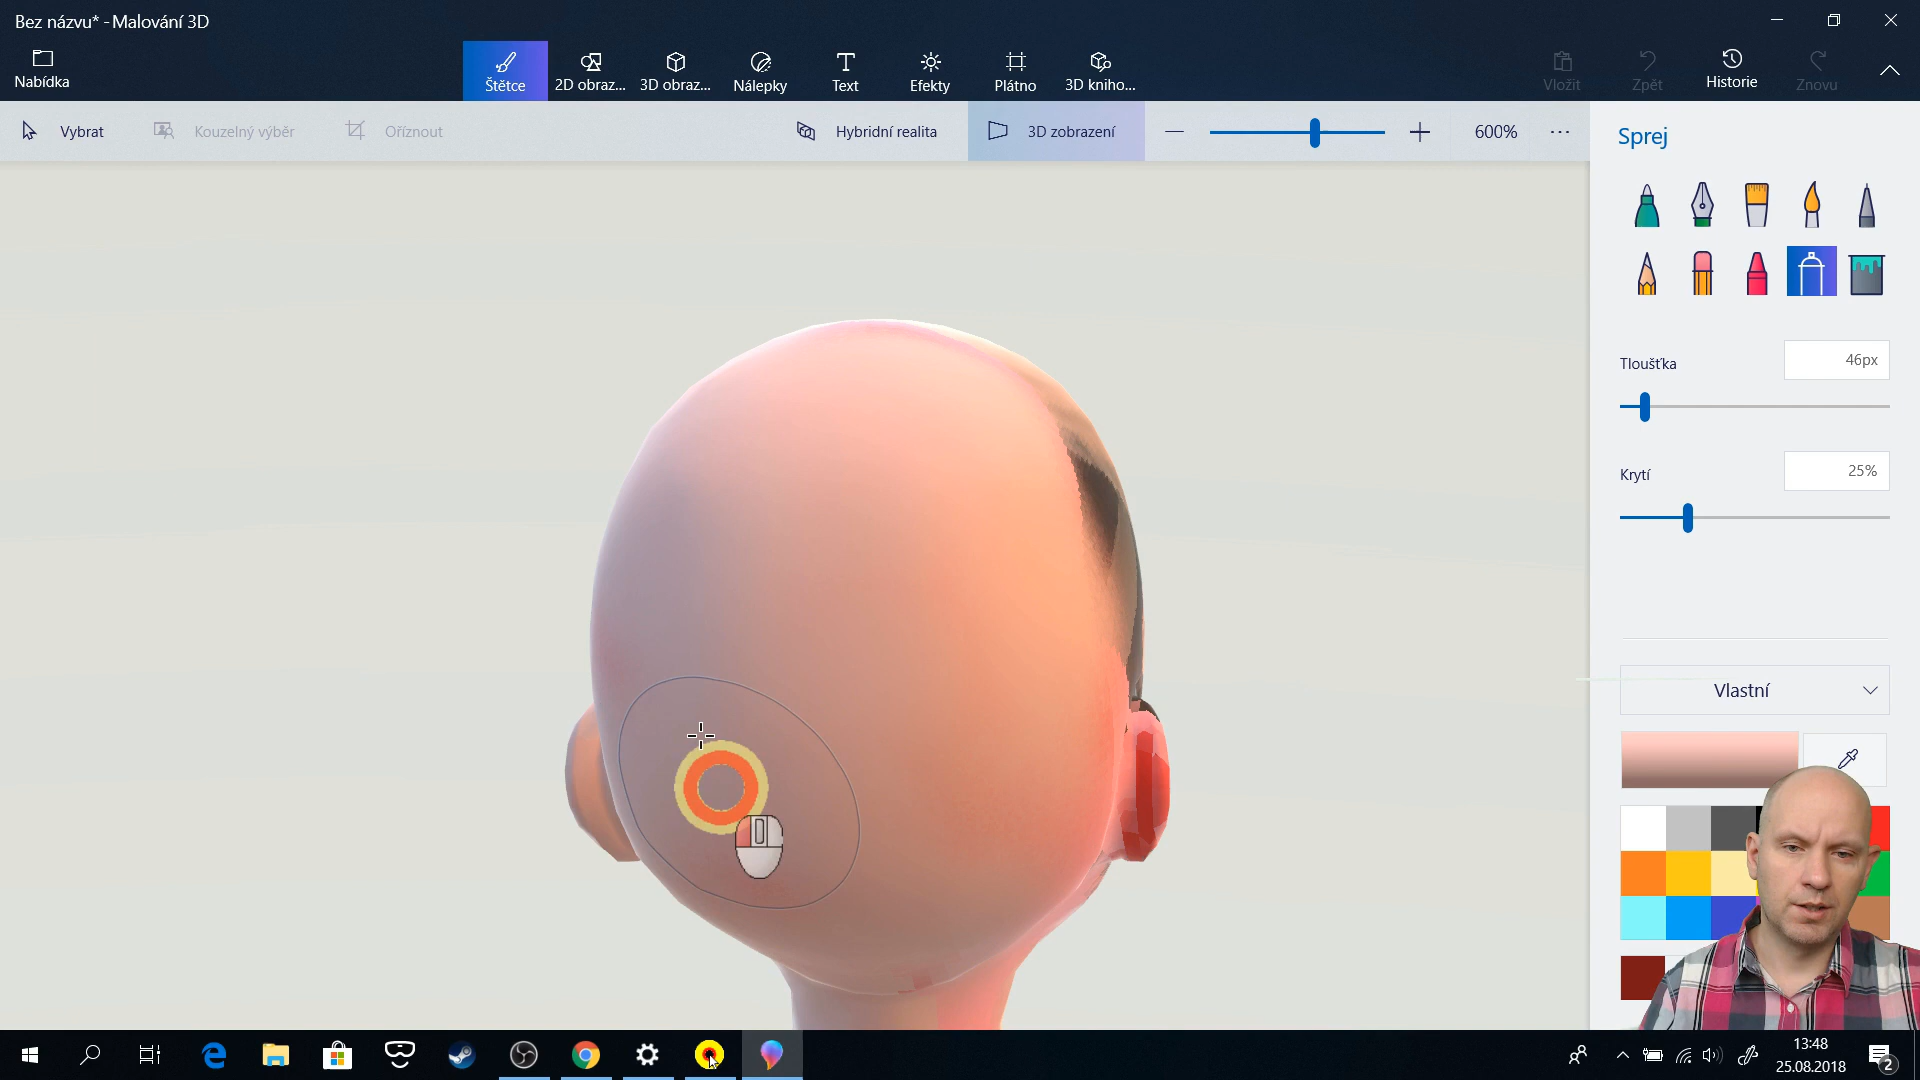 Bez názvu* - Malování 3D
Nabídka
Štětce
2D obraz...
3D obraz...
Nálepky
Text
Efekty
Plátno
3D kniho...
Vložit
Zpět
Historie
Znovu
Vybrat
Kouzelný výběr
Oříznout
Hybridní realita
3D zobrazení
600%
Sprej
Tloušťka
46px
Krytí
25%
Vlastní
13:48
25.08.2018
2